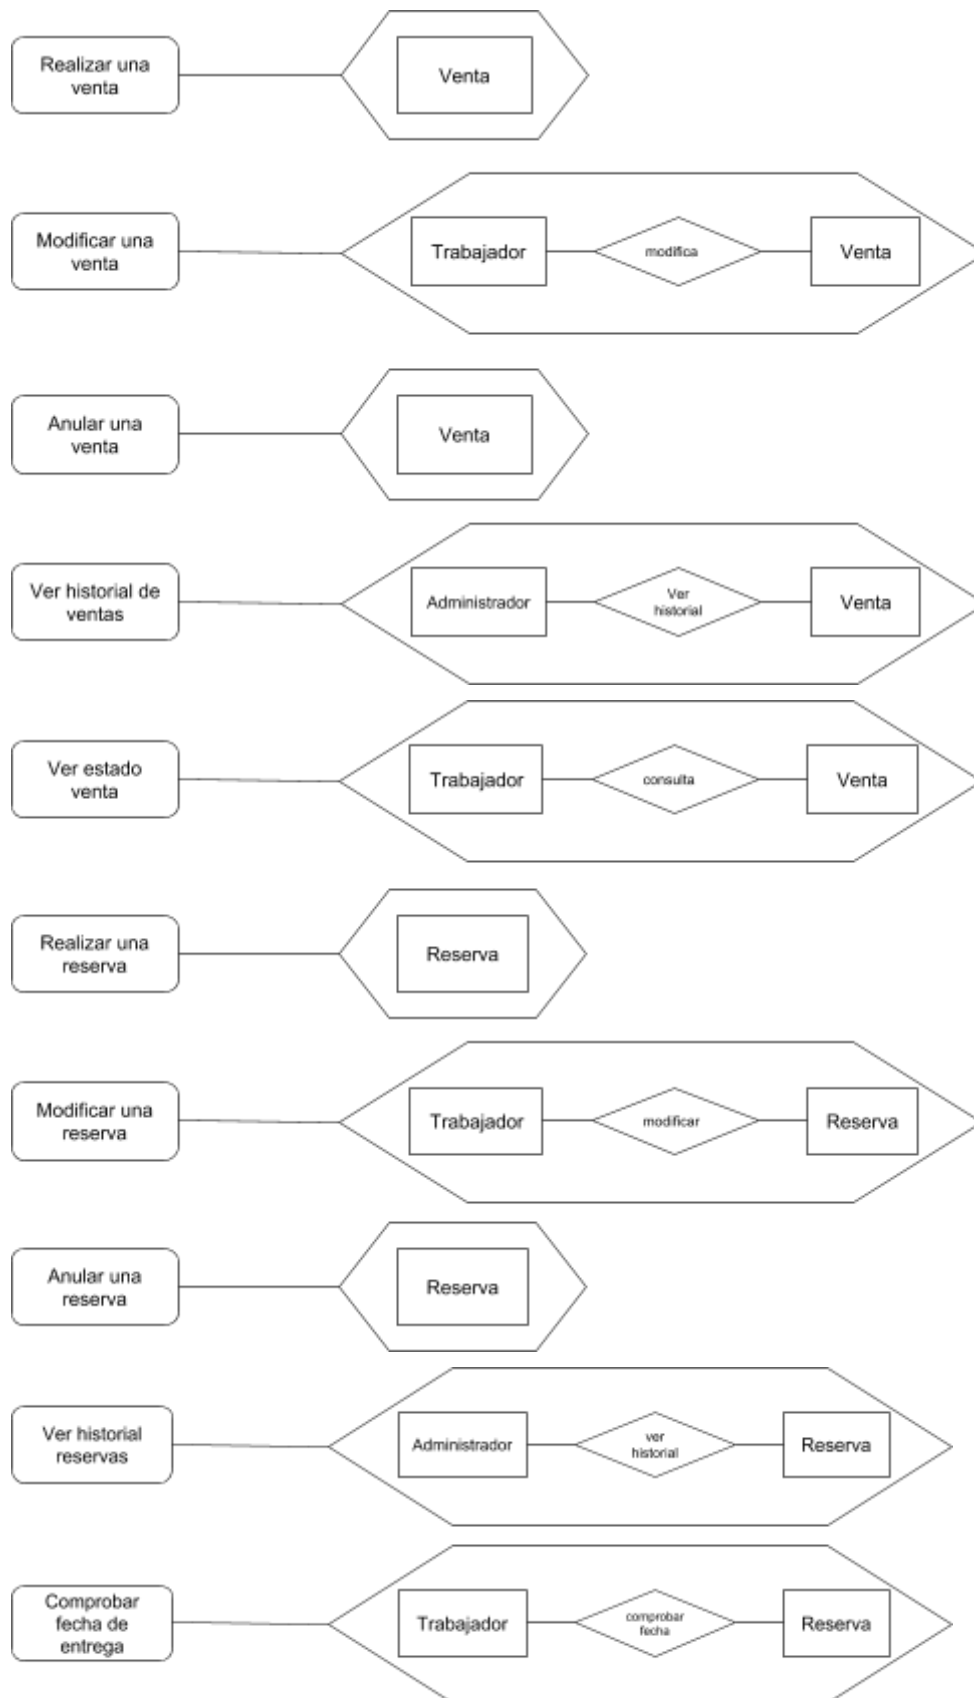 Realizar una
venta
Venta
Modificar una
venta
Trabajador
modifica
Venta
Anular una
venta
Venta
Ver historial de
ventas
Administrador
Ver
historial
Venta
Ver estado
venta
Trabajador
consulta
Venta
Realizar una
reserva
Reserva
Modificar una
reserva
Trabajador
modificar
Reserva
Anular una
reserva
Reserva
Ver historial
reservas
Administrador
ver
historial
Reserva
Comprobar
fecha de
entrega
Trabajador
comprobar
fecha
Reserva